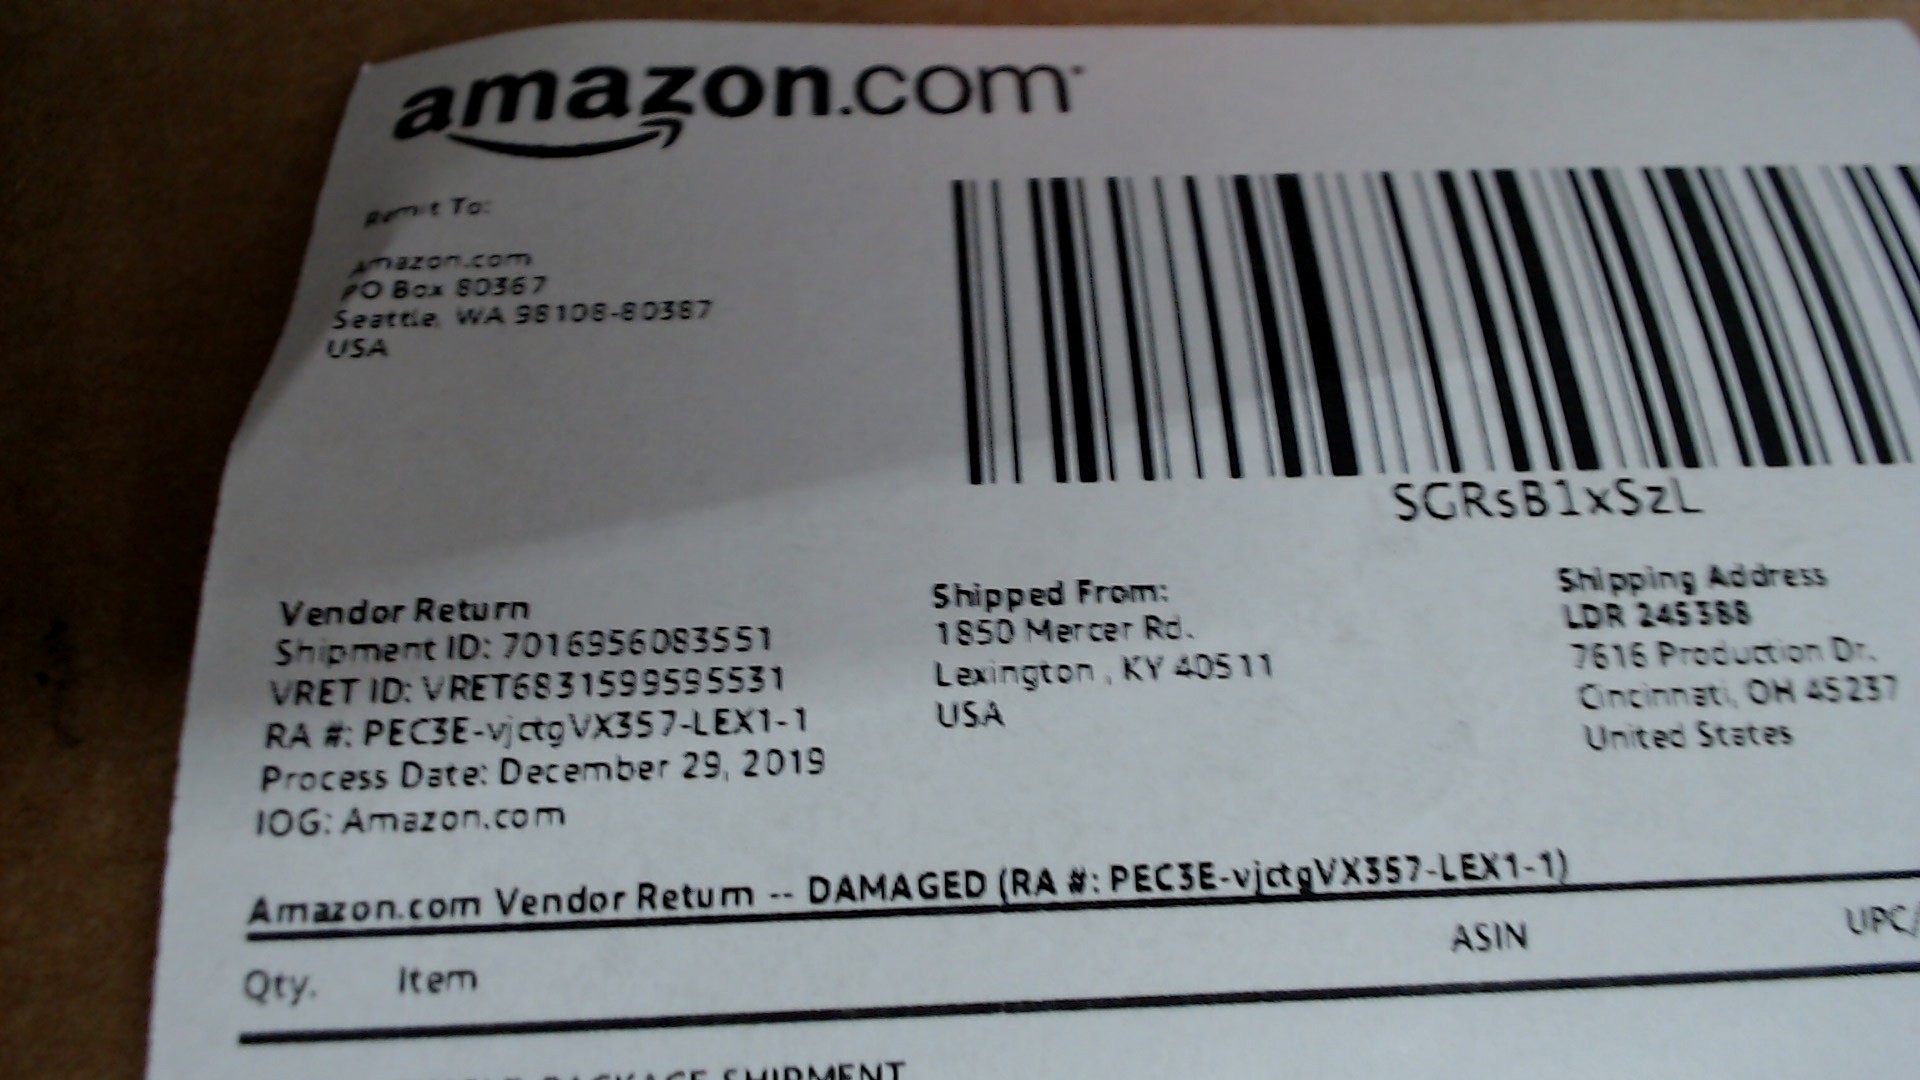 amazon.com
Remit To:
Amazon.com
PO Box 80367
Seattle, WA 98108-80387
USA
SGRsB1xSzL
Vendor Return
Shipment ID: 7016956083551
VRET ID: VRET6831599595531
RA #: PEC3E-vjctgVX357-LEX1-1
Process Date: December 29, 2019
IOG: Amazon.com
Shipped From:
1850 Mercer Rd.
Lexington , KY 40511
USA
Shipping Address
LDR 245388
7616 Production Dr.
Cincinnati, OH 45237
United States
Amazon.com Vendor Return -- DAMAGED (RA #: PEC3E-vjctgVX357-LEX1-1)
Qty. Item ASIN UPC/
PACKAGE SHIPMENT